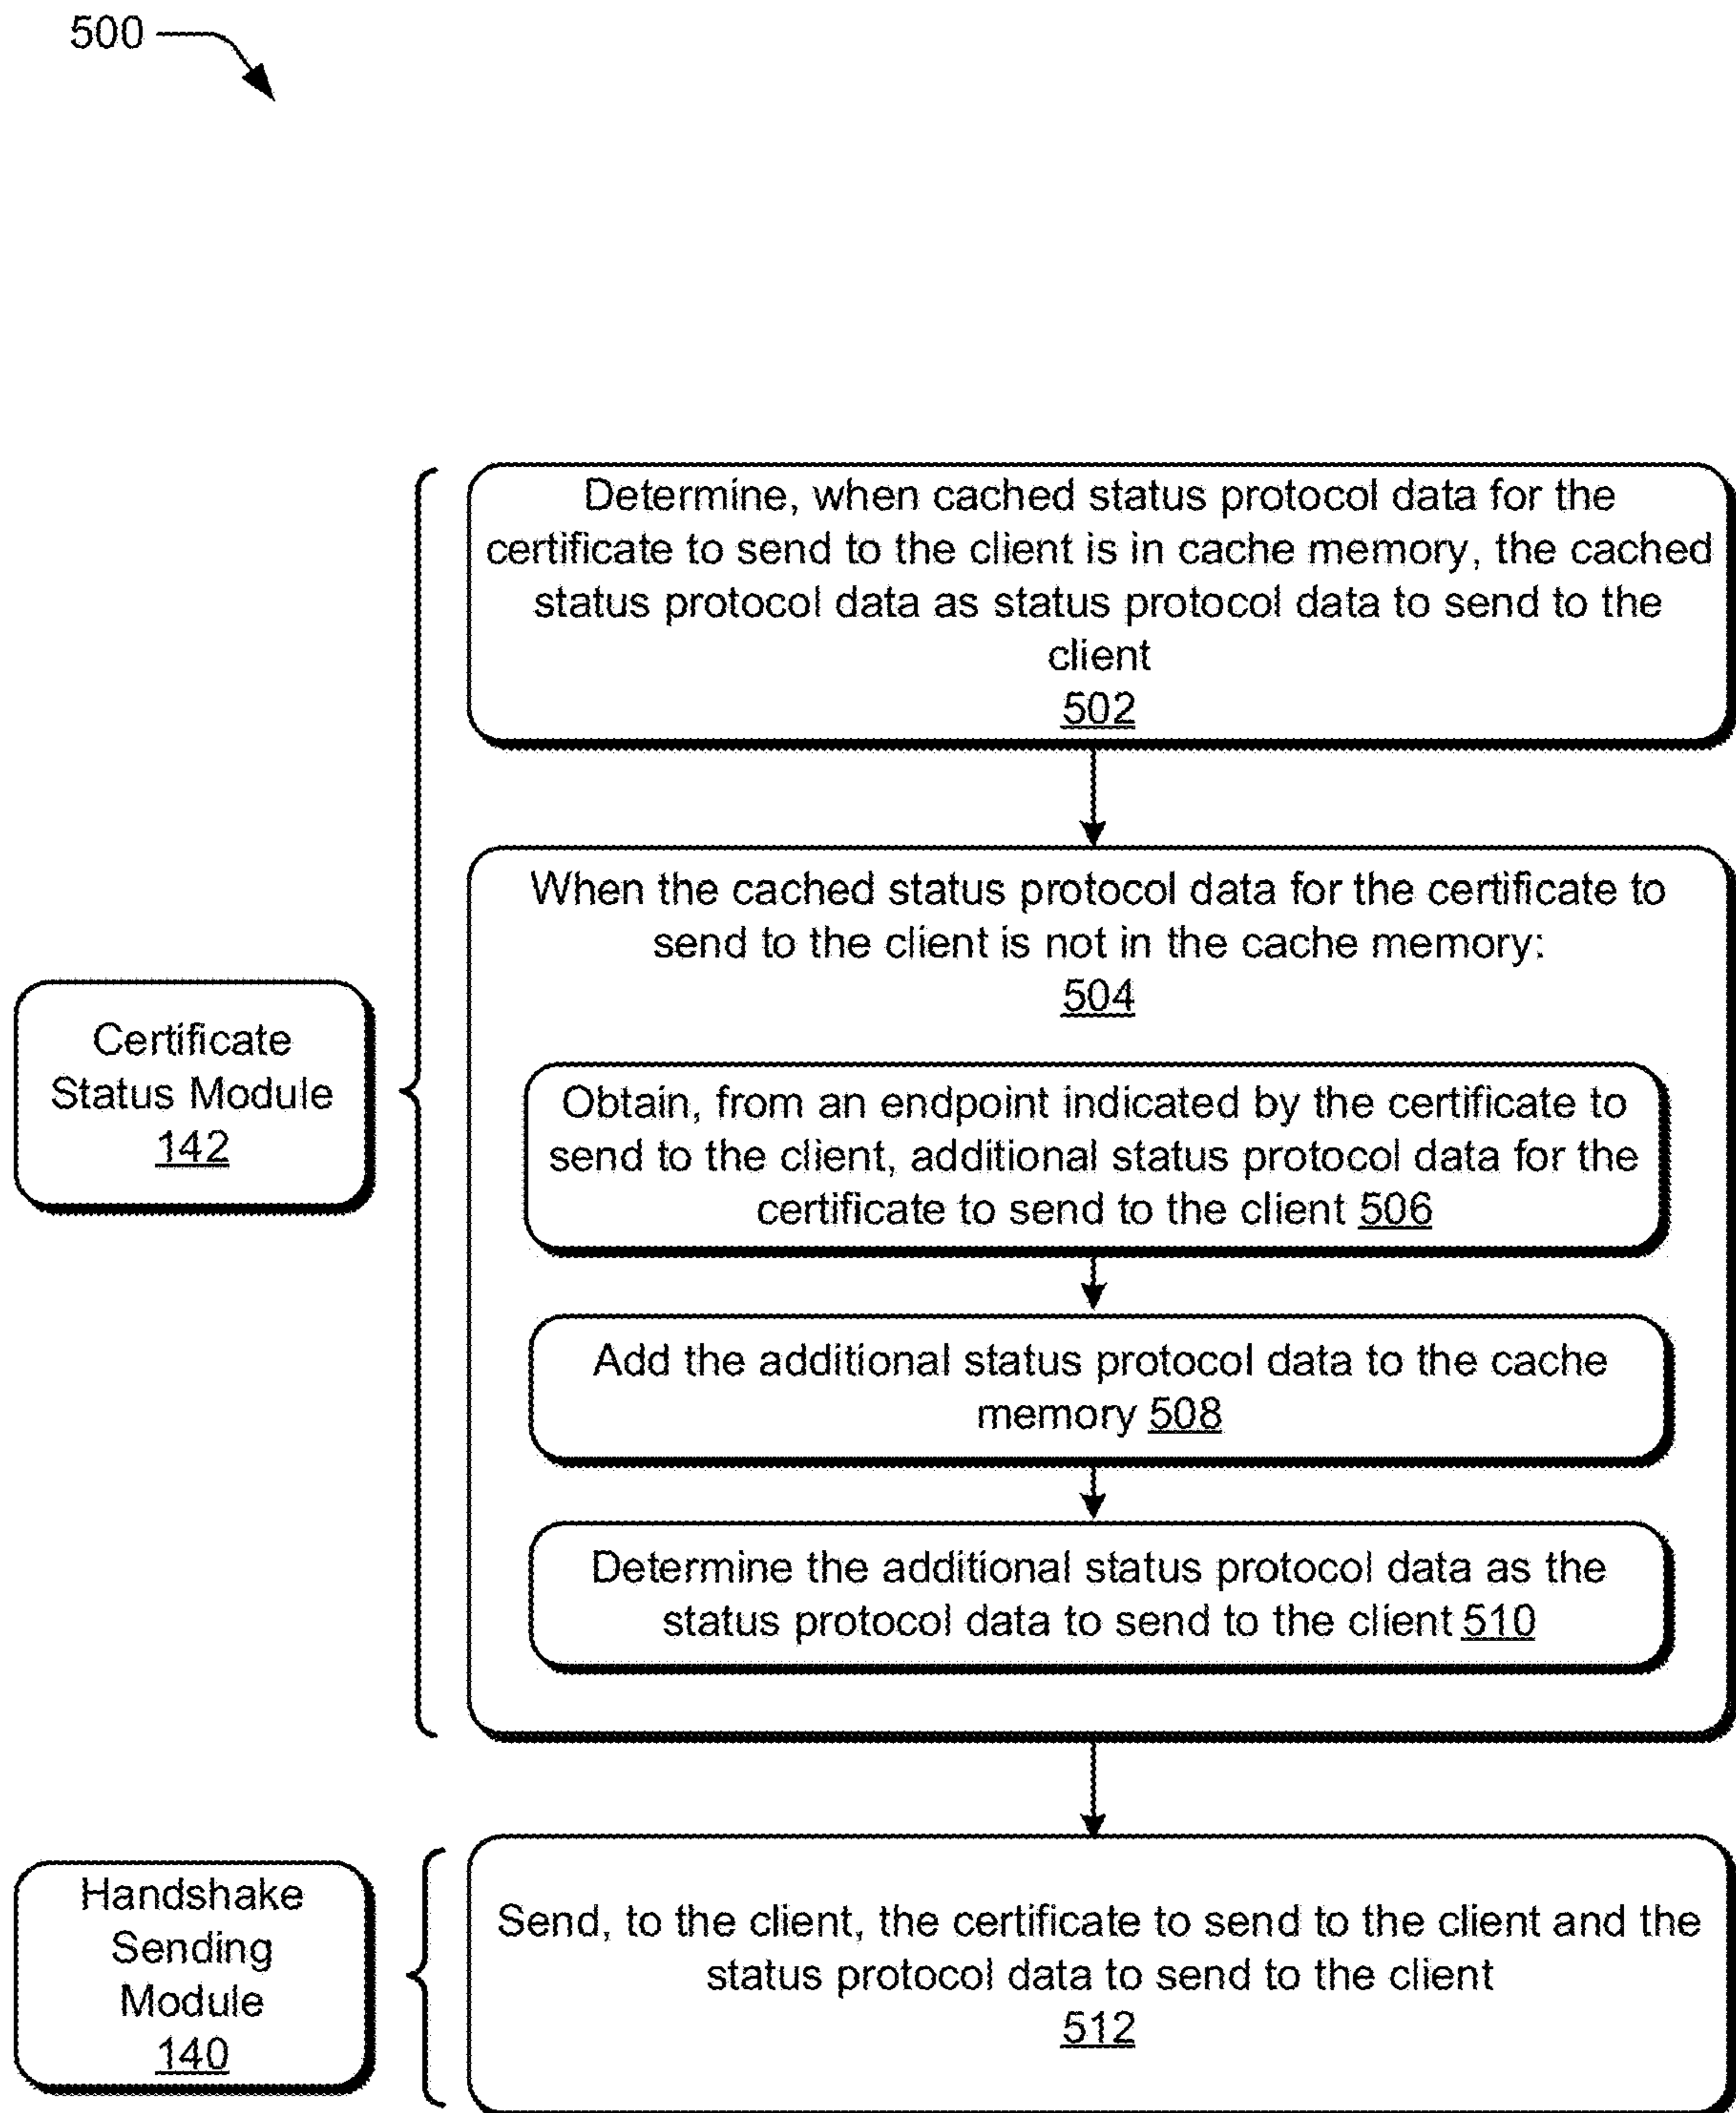 500
Determine, when cached status protocol data for the
certificate to send to the client is in cache memory, the cached
status protocol data as status protocol data to send to the
client
502
When the cached status protocol data for the certificate to
send to the client is not in the cache memory:
504
Certificate
Status Module
142
Obtain, from an endpoint indicated by the certificate to
send to the client, additional status protocol data for the
certificate to send to the client 506
Add the additional status protocol data to the cache
memory 508
Determine the additional status protocol data as the
status protocol data to send to the client 510
Handshake
Sending
Module
140
Send, to the client, the certificate to send to the client and the
status protocol data to send to the client
512